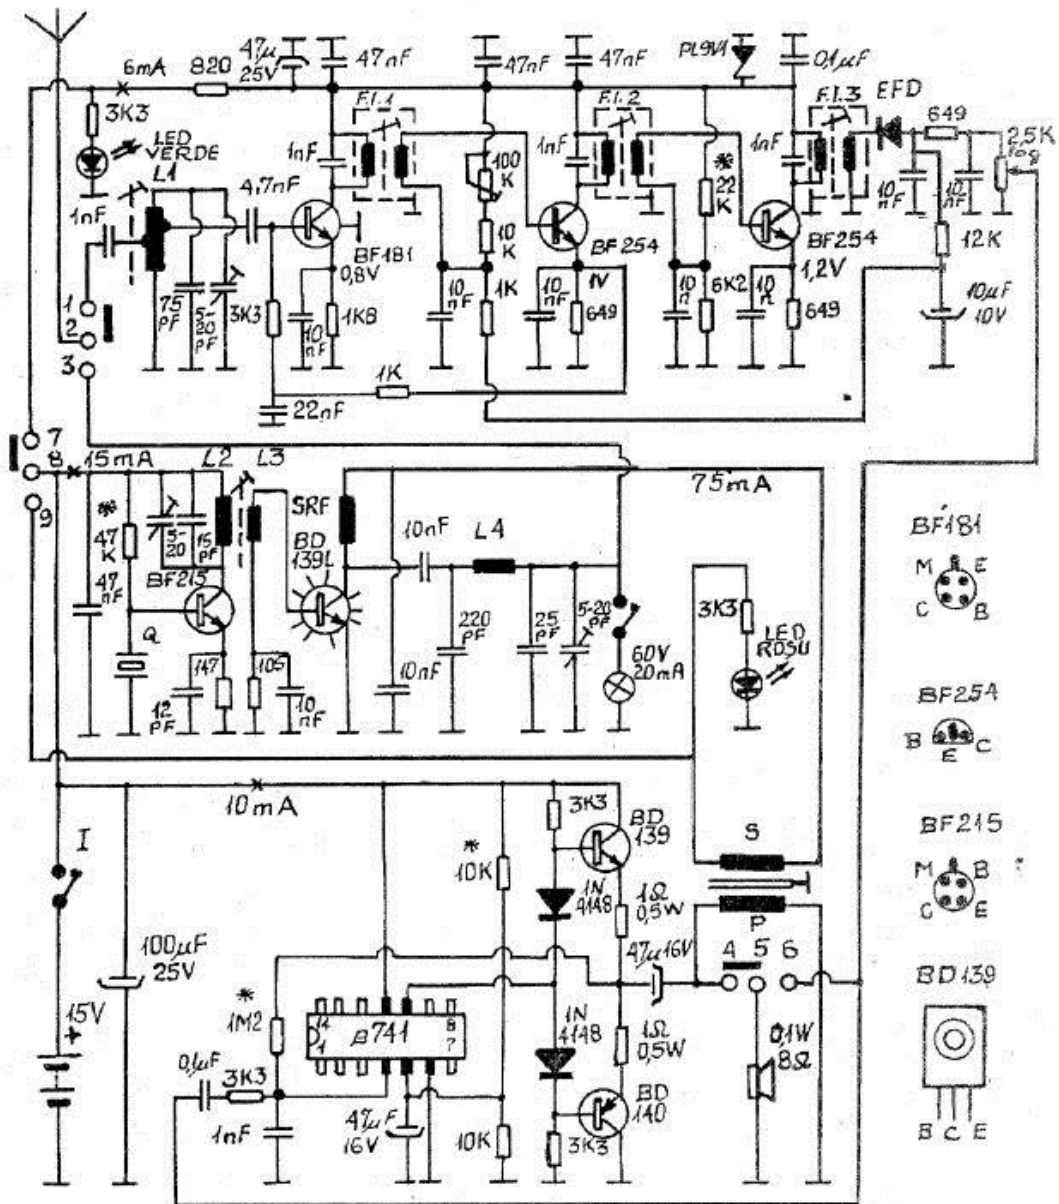 6mA
820
47µ
25V
47nF
47nF
47nF
PL9V1
0,1µF
3K3
LED
VERDE
L1
1nF
F.I.1
100
K
1nF
F.I.2
*
22
K
1nF
F.I.3
EFD
649
2,5K
log
1nF
4,7nF
BF181
0,8V
10
K
BF254
BF254
10
nF
10
nF
12K
75
PF
5-
20
PF
3K3
10
nF
1K8
10
nF
1K
10
nF
1V
649
10
n
6K2
10
n
1,2V
649
10µF
10V
1
2
3
22nF
1K
7
8
9
15mA
L2
L3
SRF
BD
139L
10nF
L4
75mA
*
47
K
47
nF
5-
20
15
PF
BF215
Q
147
12
PF
105
10
nF
10nF
220
PF
25
PF
5-20
PF
60V
20mA
3K3
LED
ROSU
BF181
M E
C B
BF254
B E C
BF215
M B
C E
BD139
B C E
10mA
I
15V
+
100µF
25V
*
10K
3K3
BD
139
1N
4148
1Ω
0,5W
S
P
47µ16V
4 5 6
*
1M2
14
1
β741
8
7
1N
4148
1Ω
0,5W
0,1W
8Ω
0,1µF
3K3
1nF
47µF
16V
10K
3K3
BD
140